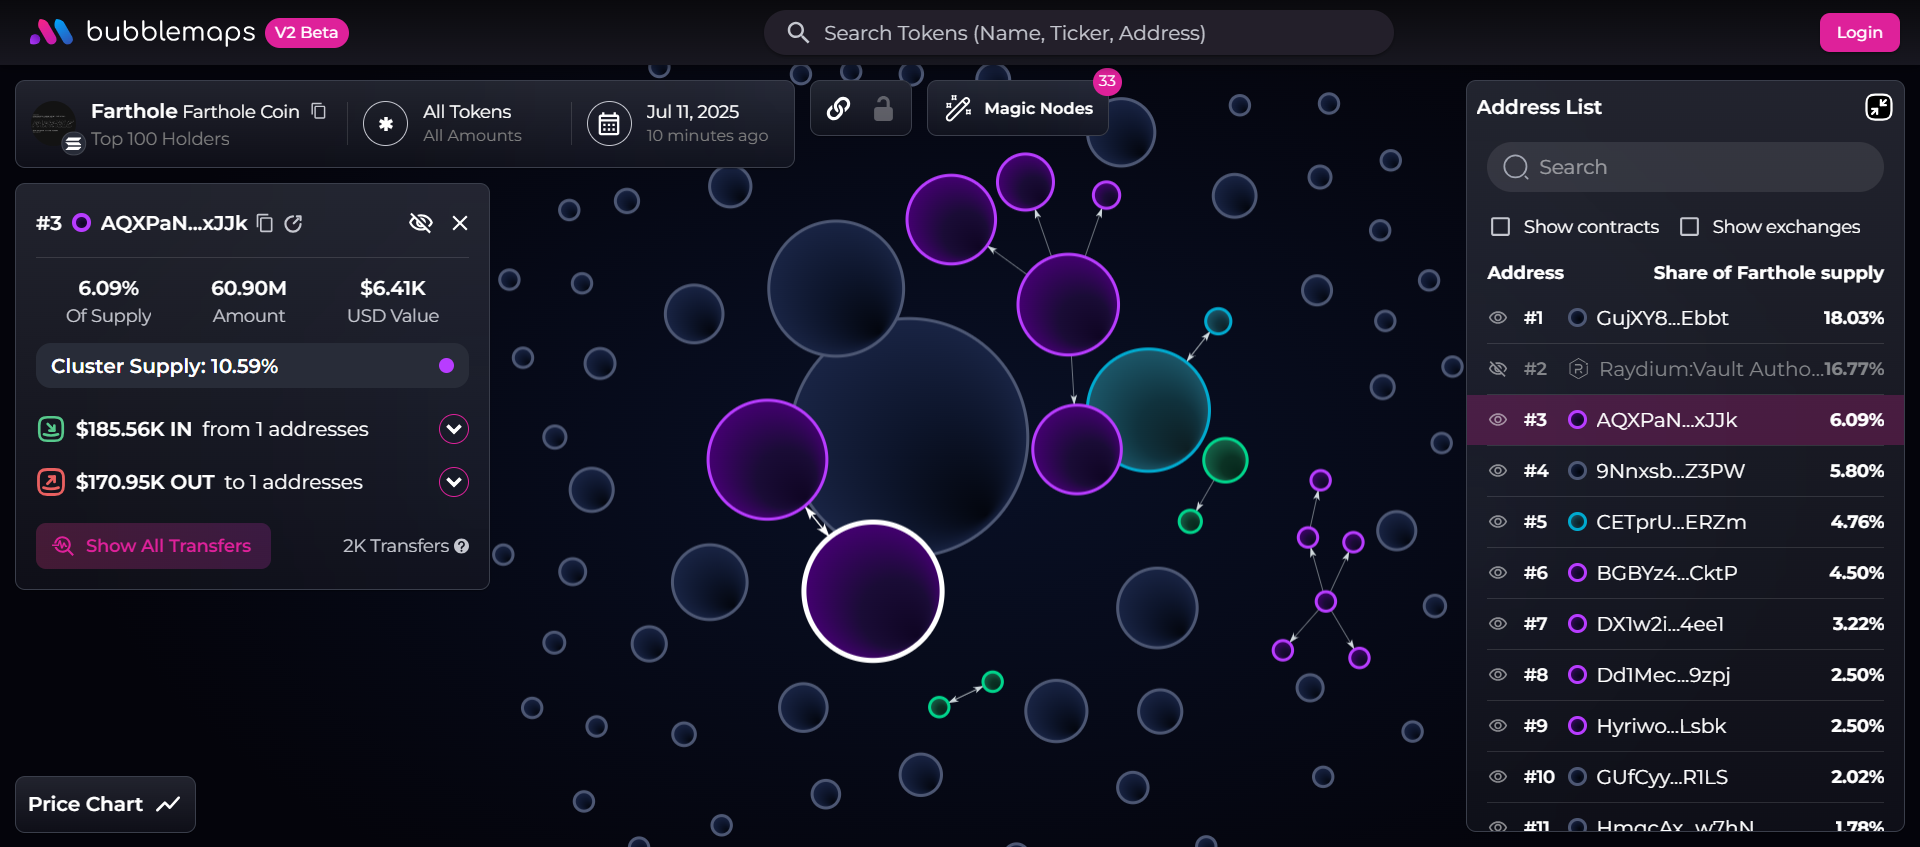 bubblemaps V2 Beta
Search Tokens (Name, Ticker, Address)
Login
Farthole Farthole Coin
Top 100 Holders
All Tokens
All Amounts
Jul 11, 2025
10 minutes ago
33
Magic Nodes
#3 AQXPaN...xJJk
6.09%
Of Supply
60.90M
Amount
$6.41K
USD Value
Cluster Supply: 10.59%
$185.56K IN from 1 addresses
$170.95K OUT to 1 addresses
Show All Transfers
2K Transfers ?
Price Chart
Address List
Search
Show contracts
Show exchanges
Address Share of Farthole supply
#1 GujXY8...Ebbt 18.03%
#2 Raydium:Vault Autho... 16.77%
#3 AQXPaN...xJJk 6.09%
#4 9Nnxsb...Z3PW 5.80%
#5 CETprU...ERZm 4.76%
#6 BGBYz4...CktP 4.50%
#7 DX1w2i...4ee1 3.22%
#8 Dd1Mec...9zpj 2.50%
#9 Hyriwo...Lsbk 2.50%
#10 GUfCyy...R1LS 2.02%
#11 1.78%